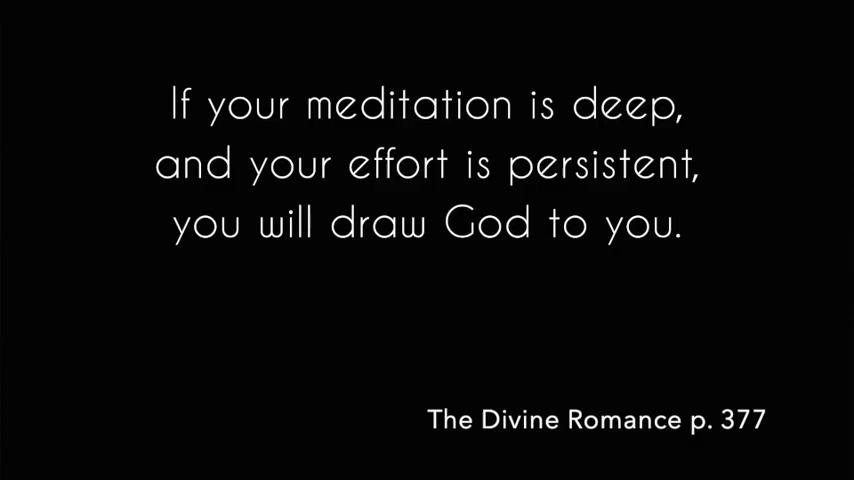 If your meditation is deep,
and your effort is persistent,
you will draw God to you.
The Divine Romance p. 377